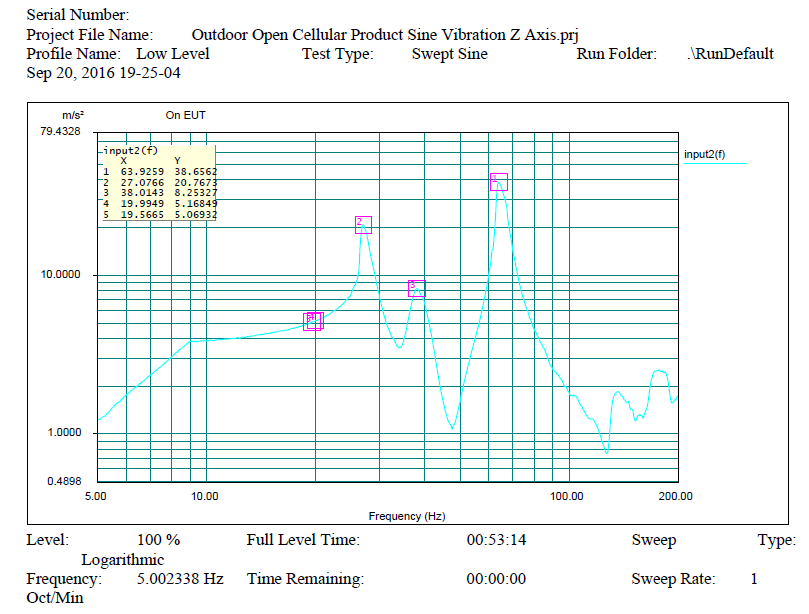 Serial Number:
Project File Name: Outdoor Open Cellular Product Sine Vibration Z Axis.prj
Profile Name: Low Level Test Type: Swept Sine Run Folder: .\RunDefault
Sep 20, 2016 19-25-04
m/s² On EUT
79.4328
input2(f)
input2(f)
X Y
1 63.9259 38.6562
2 27.0766 20.7673
3 38.0143 8.25327
4 19.9949 5.16849
5 19.5665 5.06932
1
2
10.0000
3
1.0000
0.4898
5.00 10.00 100.00 200.00
Frequency (Hz)
Level: 100 % Full Level Time: 00:53:14 Sweep Type:
Logarithmic
Frequency: 5.002338 Hz Time Remaining: 00:00:00 Sweep Rate: 1
Oct/Min